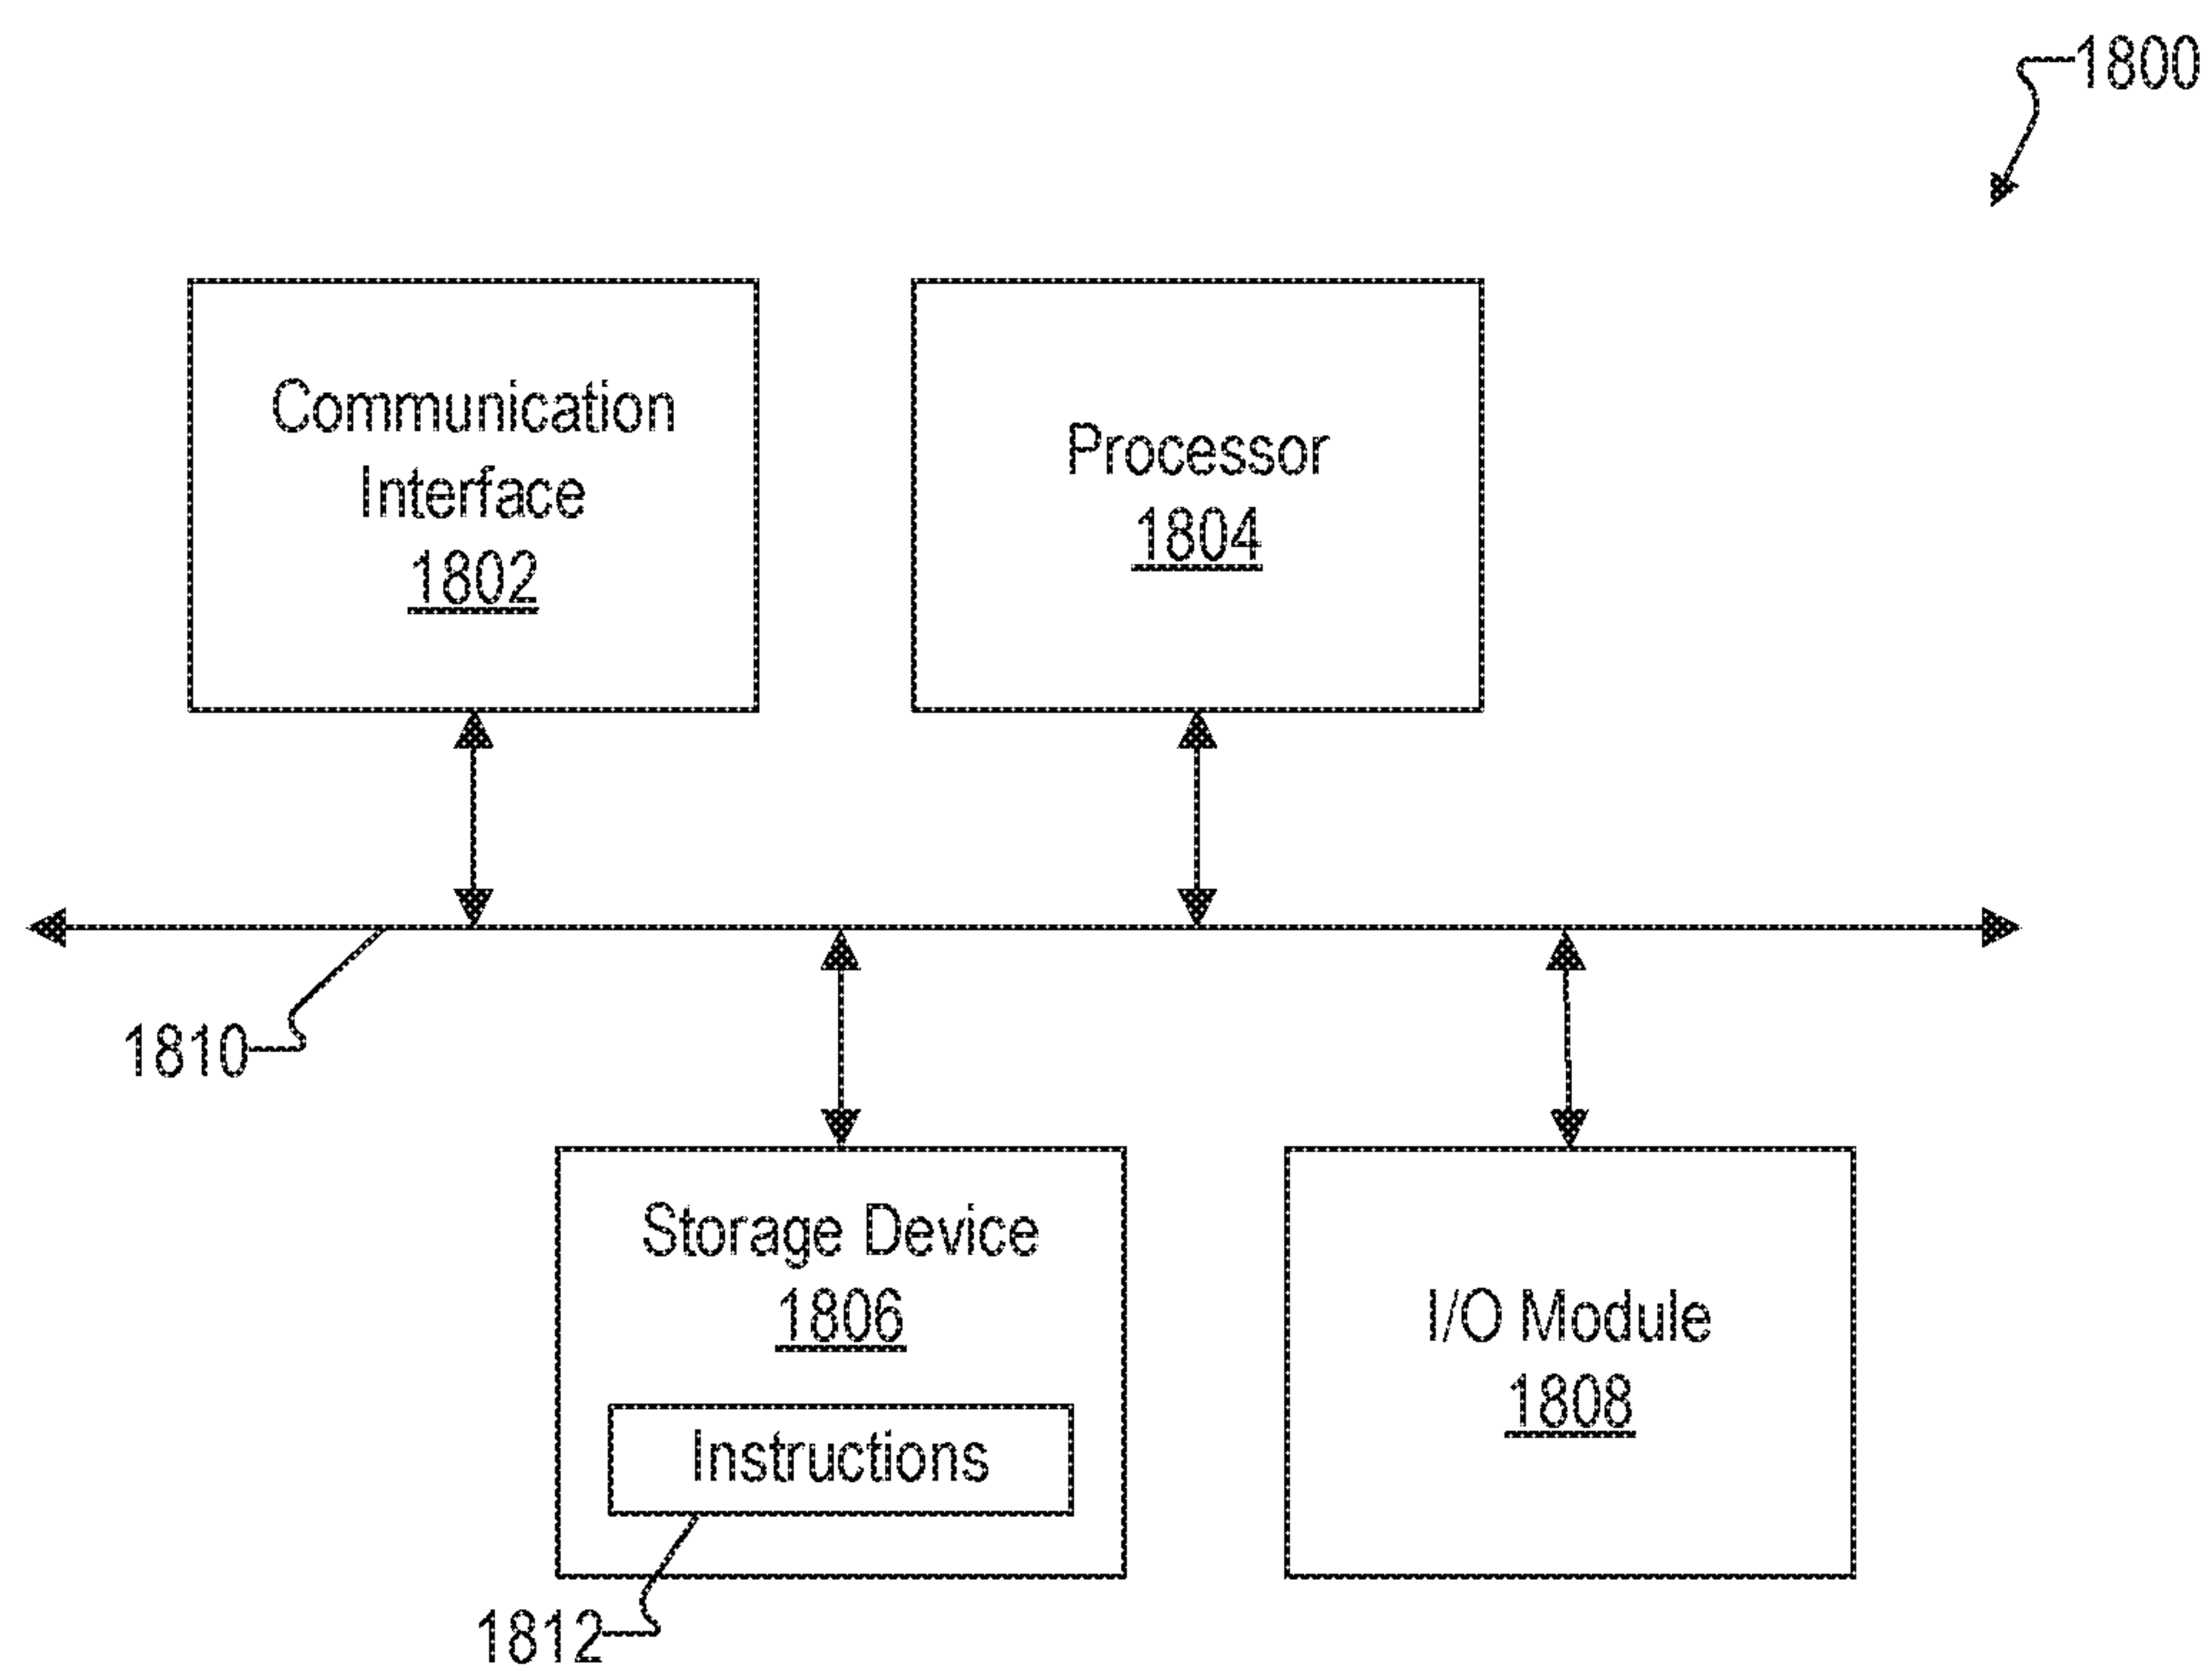 1800
Communication
Interface
1802
Processor
1804
1810
Storage Device
1806
Instructions
1812
I/O Module
1808